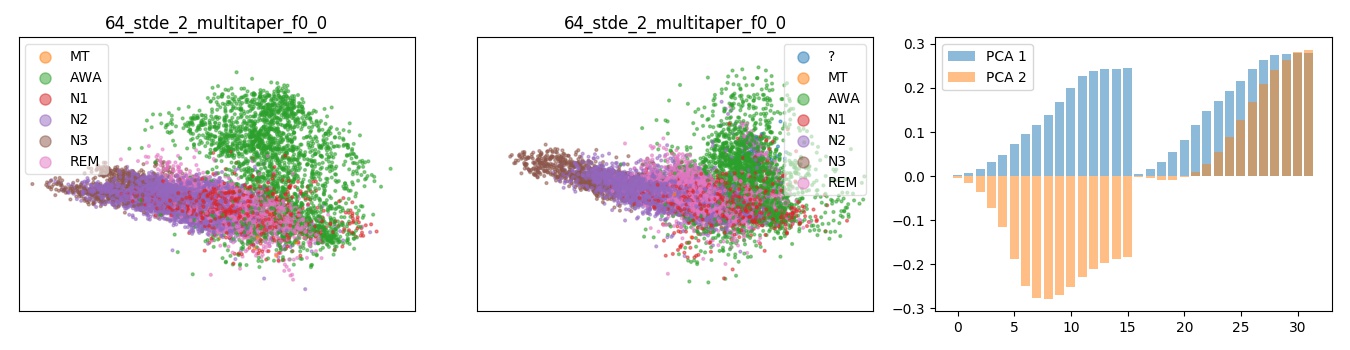 64_stde_2_multitaper_f0_0
MT
AWA
N1
N2
N3
REM
64_stde_2_multitaper_f0_0
?
MT
AWA
N1
N2
N3
REM
PCA 1
PCA 2
0.3
0.2
0.1
0.0
−0.1
−0.2
−0.3
0 5 10 15 20 25 30